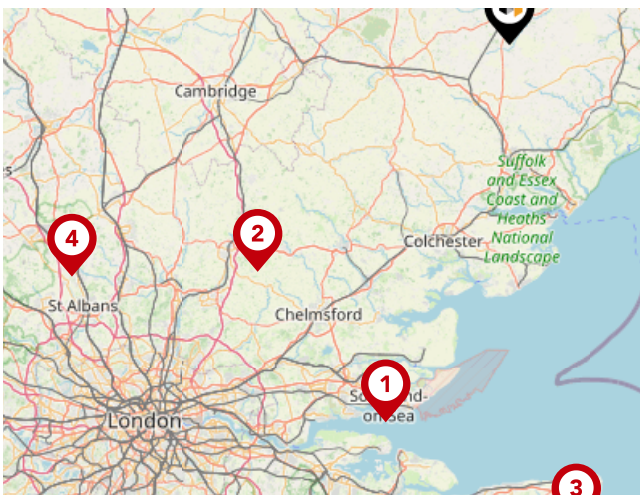 Cambridge
s
Suffolk
and Essex
Coast and
Heaths
National
Landscape
4
2
Colchester
St Albans
Chelmsford
1
on Sea
London
3